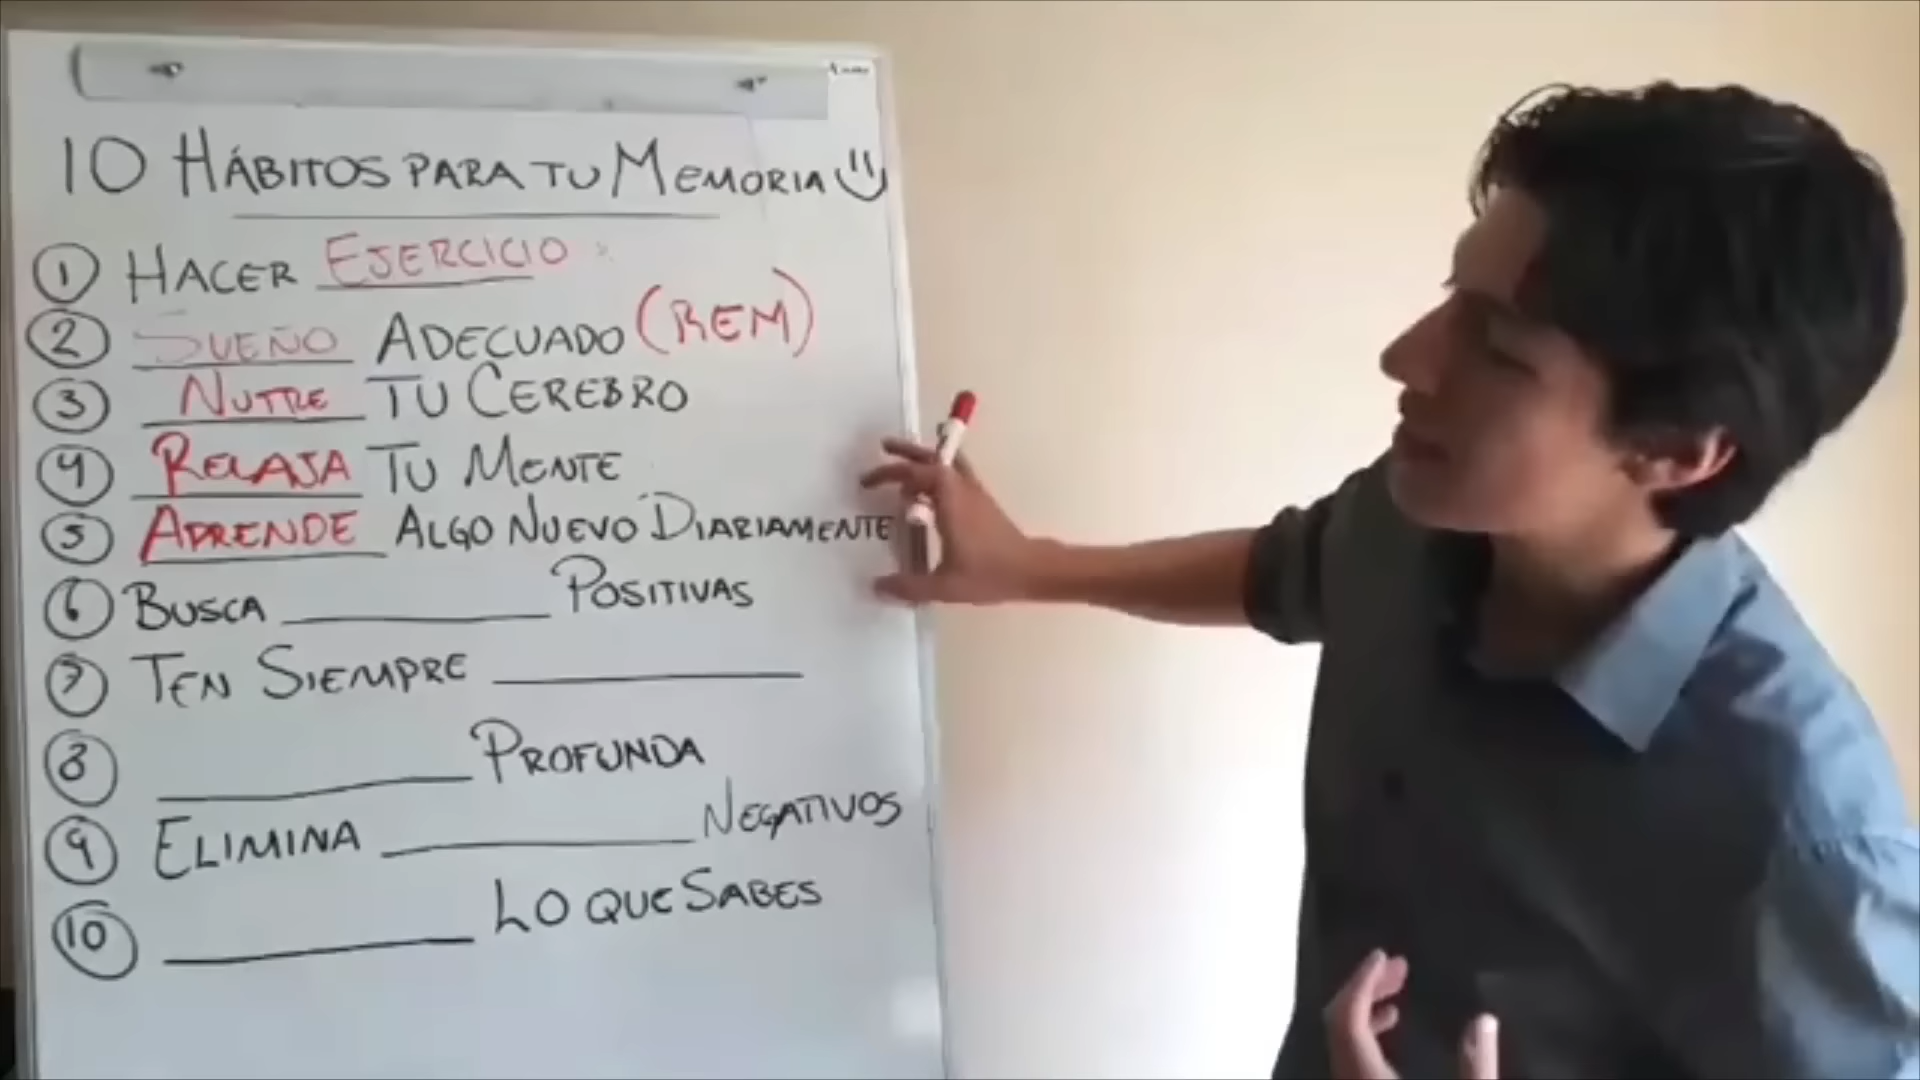 10 HÁBITOS PARA TU MEMORIA
1 HACER EJERCICIO
2 SUEÑO ADECUADO (REM)
3 NUTRE TU CEREBRO
4 RELAJA TU MENTE
5 APRENDE ALGO NUEVO DIARIAMENTE
6 BUSCA POSITIVAS
7 TEN SIEMPRE
8 PROFUNDA
9 ELIMINA NEGATIVOS
10 LO QUE SABES